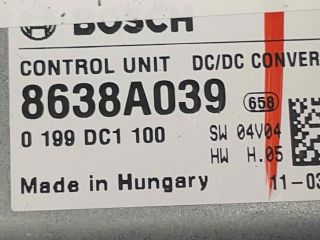 BOSCH
CONTROL UNIT DC/DC CONVER
8638A039 658
0 199 DC1 100 SW 04V04
HW H.05
Made in Hungary 11-03